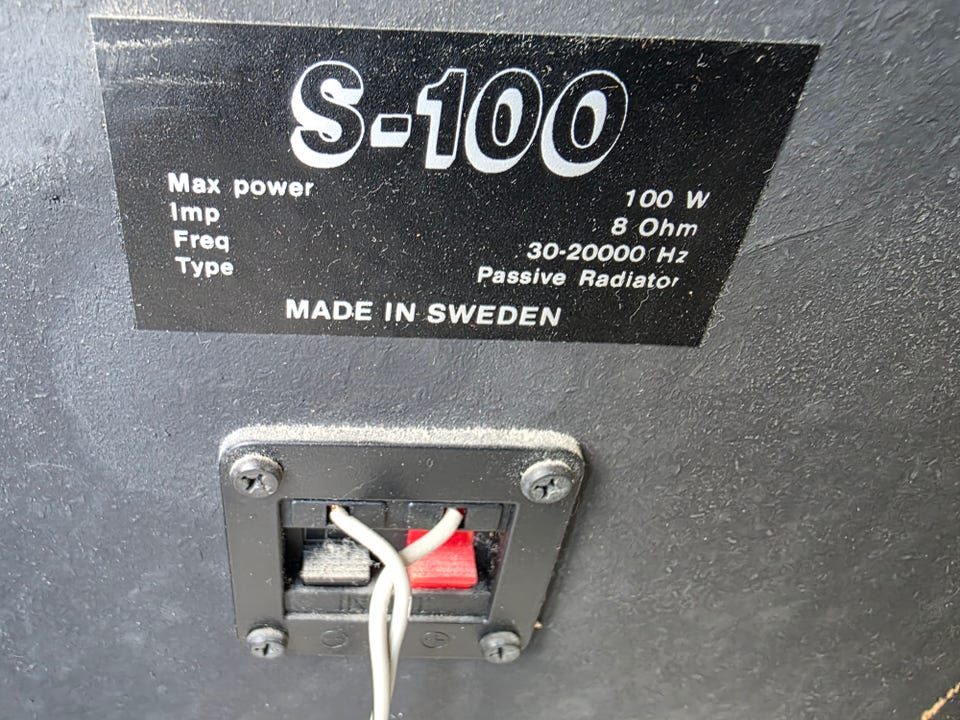 S-100
Max power 100 W
Imp 8 Ohm
Freq 30-20000 Hz
Type Passive Radiator
MADE IN SWEDEN